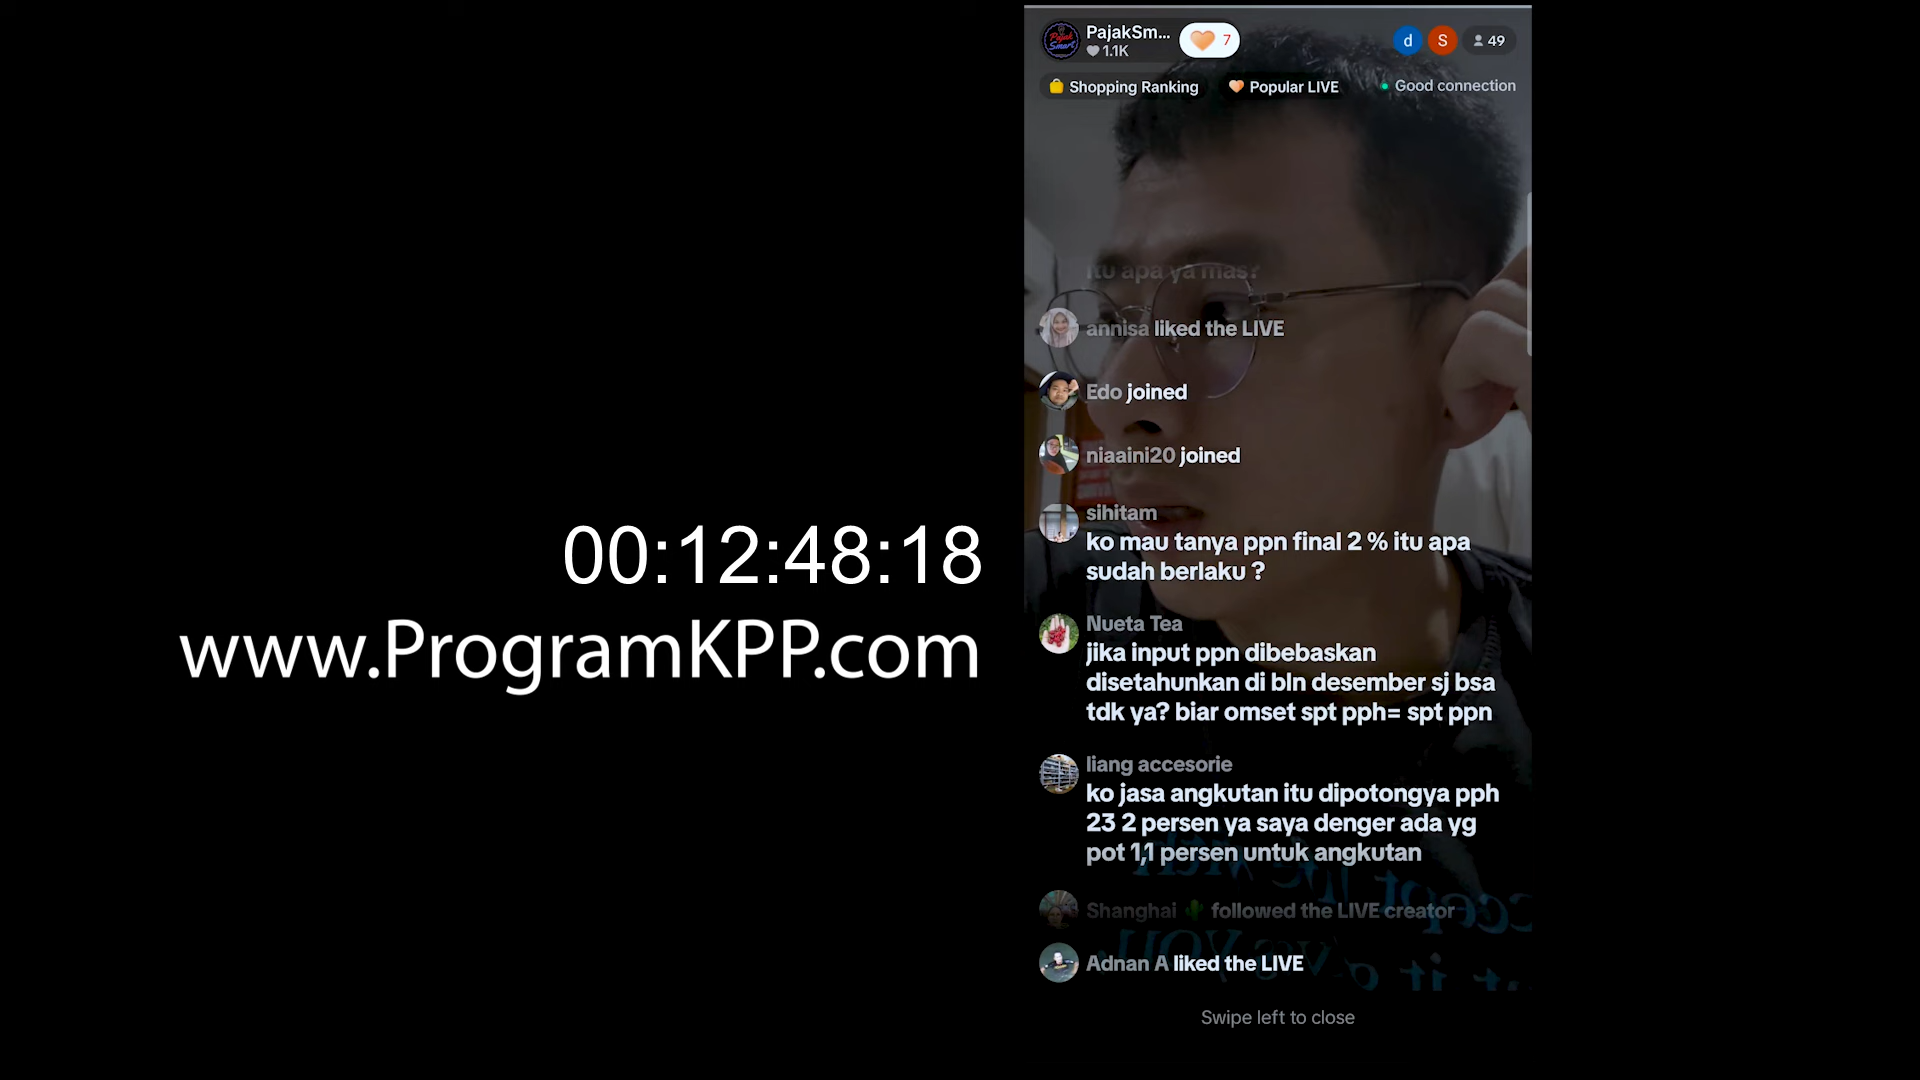 PajakSm...
1.1K
7
d
S
49
Shopping Ranking
Popular LIVE
Good connection
itu apa ya mas?
annisa liked the LIVE
Edo joined
niaaini20 joined
sihitam
ko mau tanya ppn final 2 % itu apa
sudah berlaku ?
Nueta Tea
jika input ppn dibebaskan
disetahunkan di bln desember sj bsa
tdk ya? biar omset spt pph= spt ppn
liang accesorie
ko jasa angkutan itu dipotongya pph
23 2 persen ya saya denger ada yg
pot 1,1 persen untuk angkutan
Shanghai 🌵 followed the LIVE creator
Adnan A liked the LIVE
Swipe left to close
00:12:48:18
www.ProgramKPP.com
Pajak
Smart